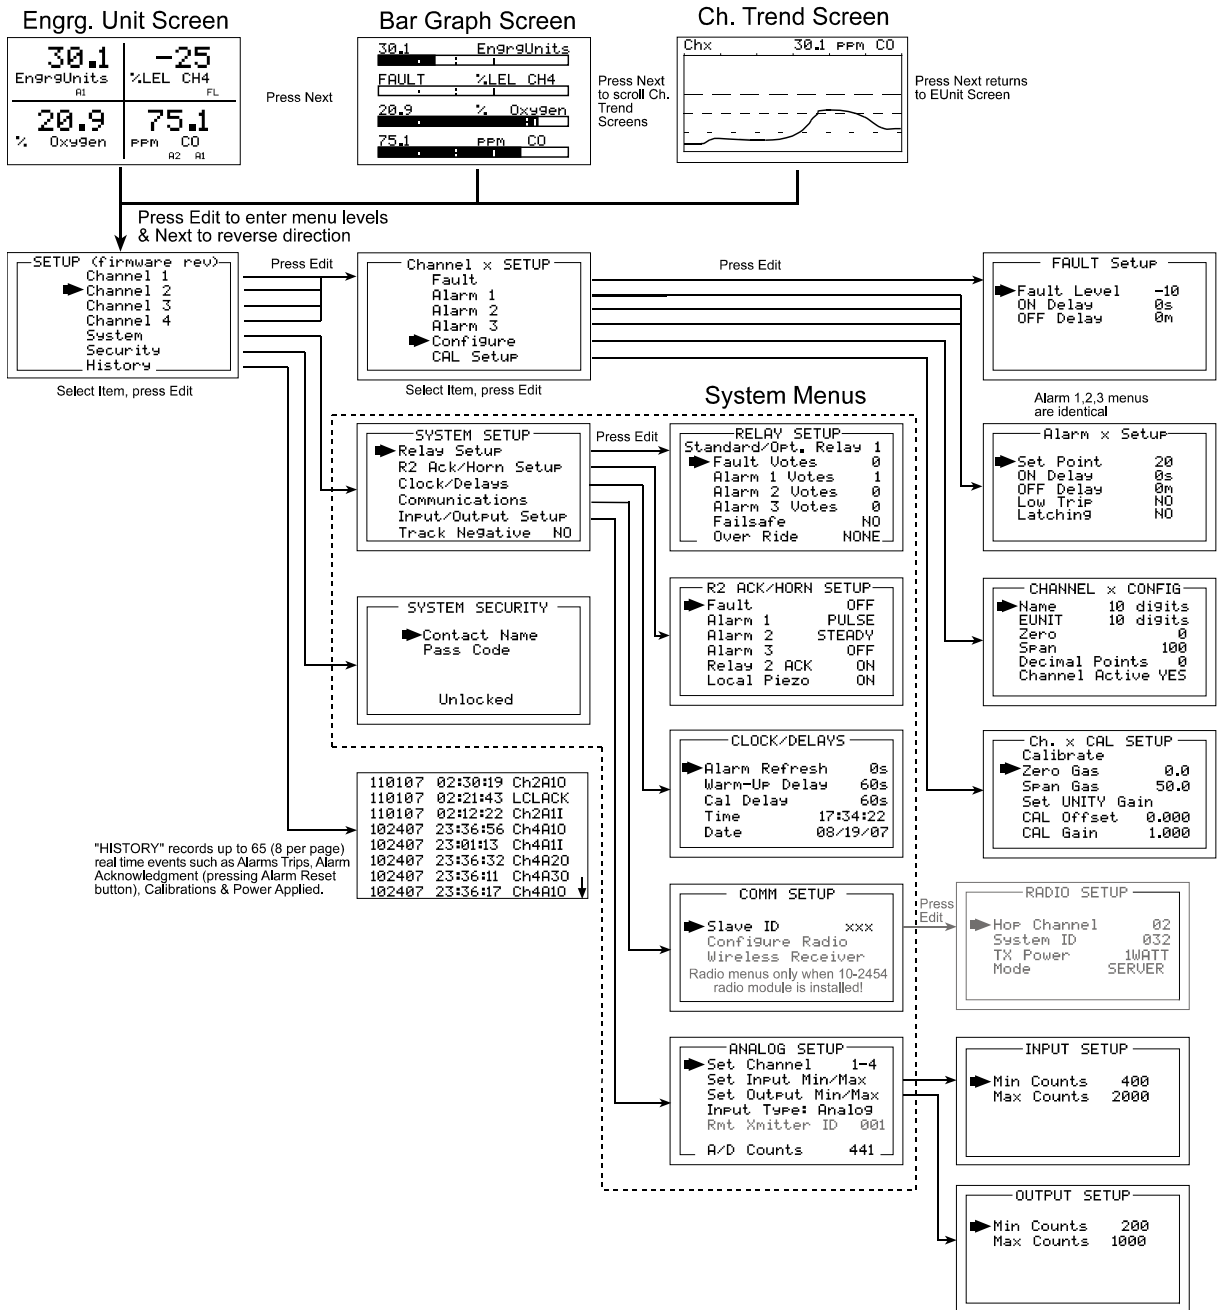 Engrg. Unit Screen
30.1
EngrgUnits
A1
-25
%LEL CH4
FL
20.9
% Oxygen
75.1
PPM CO
A2 A1
Press Next
Bar Graph Screen
30.1 EngrgUnits
FAULT %LEL CH4
20.9 % Oxygen
75.1 PPM CO
Press Next
to scroll Ch.
Trend
Screens
Ch. Trend Screen
Chx 30.1 PPM CO
Press Next returns
to EUnit Screen
Press Edit to enter menu levels
& Next to reverse direction
SETUP (firmware rev)
Channel 1
Channel 2
Channel 3
Channel 4
System
Security
History
Select Item, press Edit
Press Edit
Channel x SETUP
Fault
Alarm 1
Alarm 2
Alarm 3
Configure
CAL Setup
Select Item, press Edit
Press Edit
FAULT Setup
Fault Level -10
ON Delay 0s
OFF Delay 0m
Alarm 1,2,3 menus
are identical
Alarm x Setup
Set Point 20
ON Delay 0s
OFF Delay 0m
Low Trip NO
Latching NO
CHANNEL x CONFIG
Name 10 digits
EUNIT 10 digits
Zero 0
Span 100
Decimal Points 0
Channel Active YES
Ch. x CAL SETUP
Calibrate
Zero Gas 0.0
Span Gas 50.0
Set UNITY Gain
CAL Offset 0.000
CAL Gain 1.000
System Menus
SYSTEM SETUP
Relay Setup
R2 Ack/Horn Setup
Clock/Delays
Communications
Input/Output Setup
Track Negative NO
Press Edit
RELAY SETUP
Standard/Opt. Relay 1
Fault Votes 0
Alarm 1 Votes 1
Alarm 2 Votes 0
Alarm 3 Votes 0
Failsafe NO
Over Ride NONE
SYSTEM SECURITY
Contact Name
Pass Code
Unlocked
R2 ACK/HORN SETUP
Fault OFF
Alarm 1 PULSE
Alarm 2 STEADY
Alarm 3 OFF
Relay 2 ACK ON
Local Piezo ON
CLOCK/DELAYS
Alarm Refresh 0s
Warm-Up Delay 60s
Cal Delay 60s
Time 17:34:22
Date 08/19/07
110107 02:30:19 Ch2A1O
110107 02:21:43 LCLACK
110107 02:12:22 Ch2A1I
102407 23:36:56 Ch4A1O
102407 23:01:13 Ch4A1I
102407 23:36:32 Ch4A2O
102407 23:36:11 Ch4A3O
102407 23:36:17 Ch4A1O
"HISTORY" records up to 65 (8 per page)
real time events such as Alarms Trips, Alarm
Acknowledgment (pressing Alarm Reset
button), Calibrations & Power Applied.
COMM SETUP
Slave ID xxx
Configure Radio
Wireless Receiver
Radio menus only when 10-2454
radio module is installed!
Press
Edit
RADIO SETUP
Hop Channel 02
System ID 032
TX Power 1WATT
Mode SERVER
ANALOG SETUP
Set Channel 1-4
Set Input Min/Max
Set Output Min/Max
Input Type: Analog
Rmt Xmitter ID 001
A/D Counts 441
INPUT SETUP
Min Counts 400
Max Counts 2000
OUTPUT SETUP
Min Counts 200
Max Counts 1000